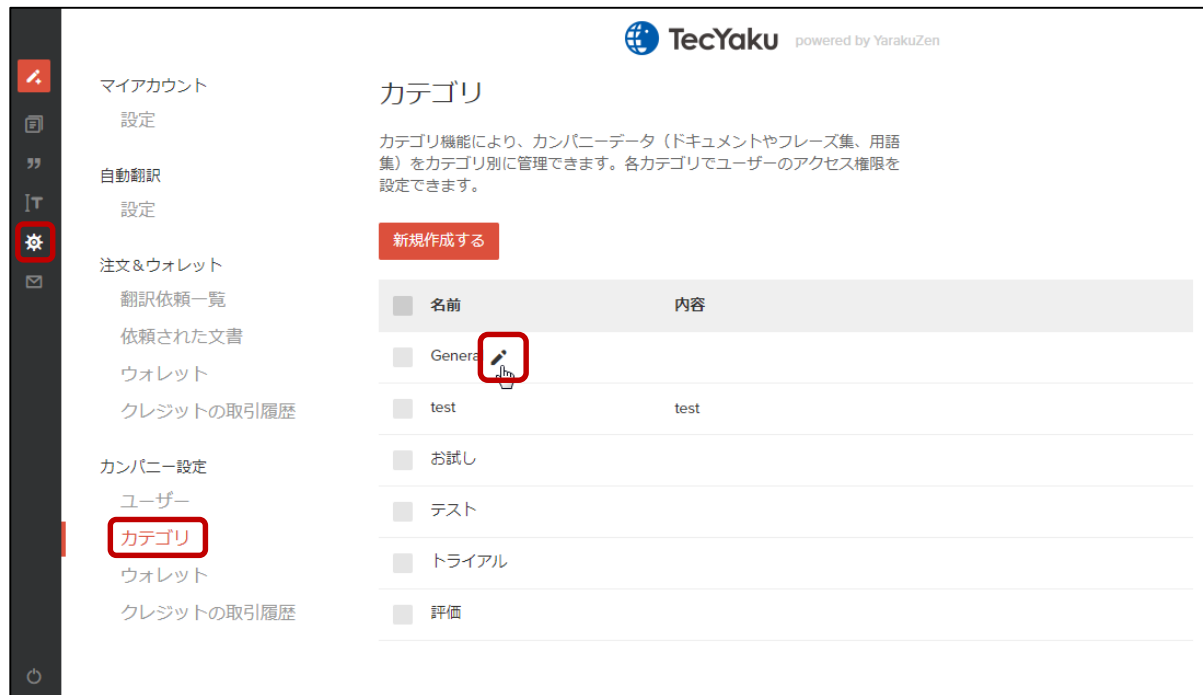 TecYaku powered by YarakuZen
マイアカウント
設定
自動翻訳
設定
注文&ウォレット
翻訳依頼一覧
依頼された文書
ウォレット
クレジットの取引履歴
カンパニー設定
ユーザー
カテゴリ
ウォレット
クレジットの取引履歴
カテゴリ
カテゴリ機能により、カンパニーデータ（ドキュメントやフレーズ集、用語
集）をカテゴリ別に管理できます。各カテゴリでユーザーのアクセス権限を
設定できます。
新規作成する
名前 内容
Genera
test test
お試し
テスト
トライアル
評価